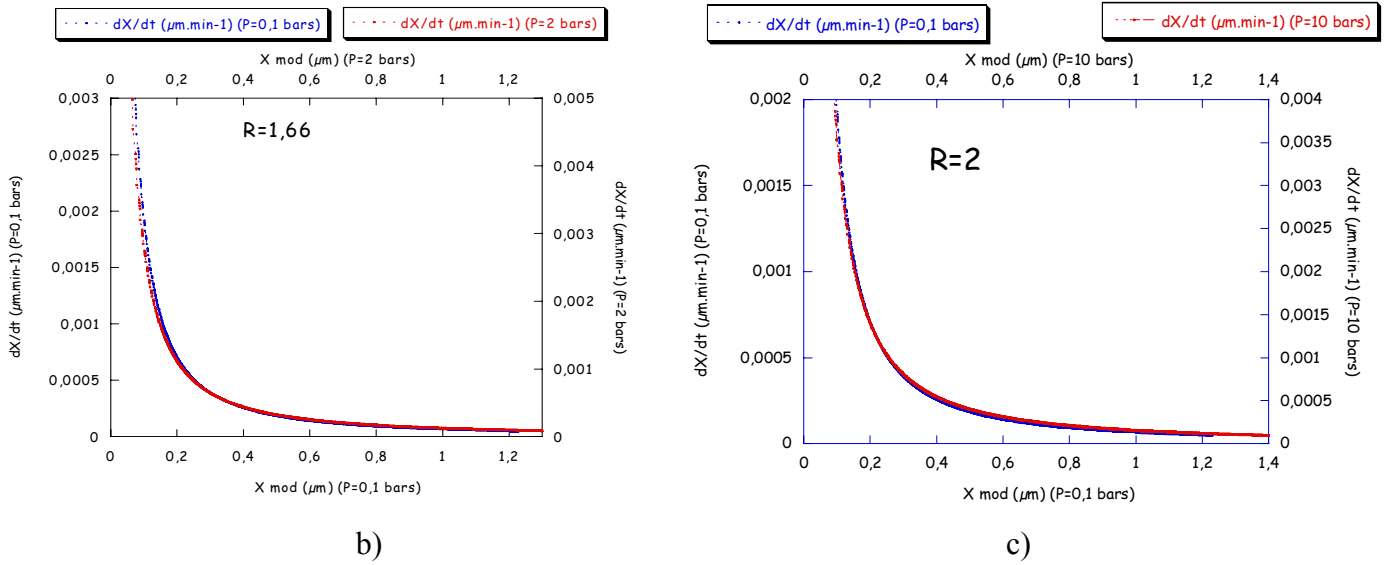 dX/dt (µm.min-1) (P=0,1 bars)
dX/dt (µm.min-1) (P=2 bars)
X mod (µm) (P=2 bars)
0 0,2 0,4 0,6 0,8 1 1,2
0,003
0,0025
0,002
0,0015
0,001
0,0005
0
dX/dt (µm.min-1) (P=0,1 bars)
R=1,66
0,005
0,004
0,003
0,002
0,001
0
dX/dt (µm.min-1) (P=2 bars)
0 0,2 0,4 0,6 0,8 1 1,2
X mod (µm) (P=0,1 bars)
b)
dX/dt (µm.min-1) (P=0,1 bars)
dX/dt (µm.min-1) (P=10 bars)
X mod (µm) (P=10 bars)
0 0,2 0,4 0,6 0,8 1 1,2 1,4
0,002
0,0015
0,001
0,0005
0
dX/dt (µm.min-1) (P=0,1 bars)
R=2
0,004
0,0035
0,003
0,0025
0,002
0,0015
0,001
0,0005
0
dX/dt (µm.min-1) (P=10 bars)
0 0,2 0,4 0,6 0,8 1 1,2 1,4
X mod (µm) (P=0,1 bars)
c)